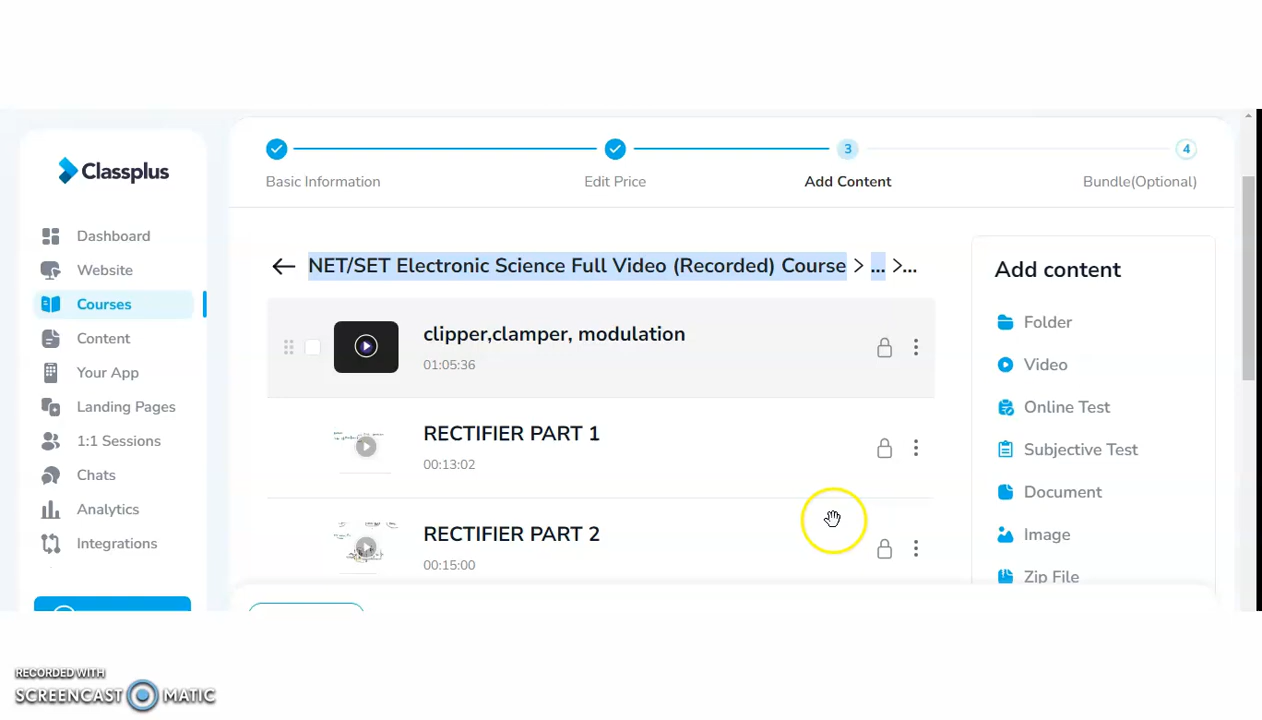 Classplus
Dashboard
Website
Courses
Content
Your App
Landing Pages
1:1 Sessions
Chats
Analytics
Integrations
3
4
Basic Information
Edit Price
Add Content
Bundle(Optional)
NET/SET Electronic Science Full Video (Recorded) Course > ... >...
clipper,clamper, modulation
01:05:36
RECTIFIER PART 1
00:13:02
RECTIFIER PART 2
00:15:00
Add content
Folder
Video
Online Test
Subjective Test
Document
Image
Zip File
RECORDED WITH
SCREENCAST MATIC